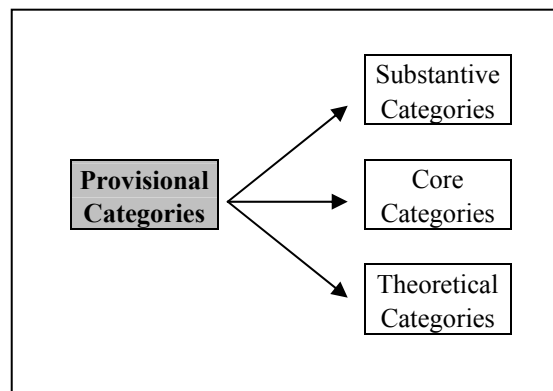 Substantive
Categories
Provisional
Categories
Core
Categories
Theoretical
Categories